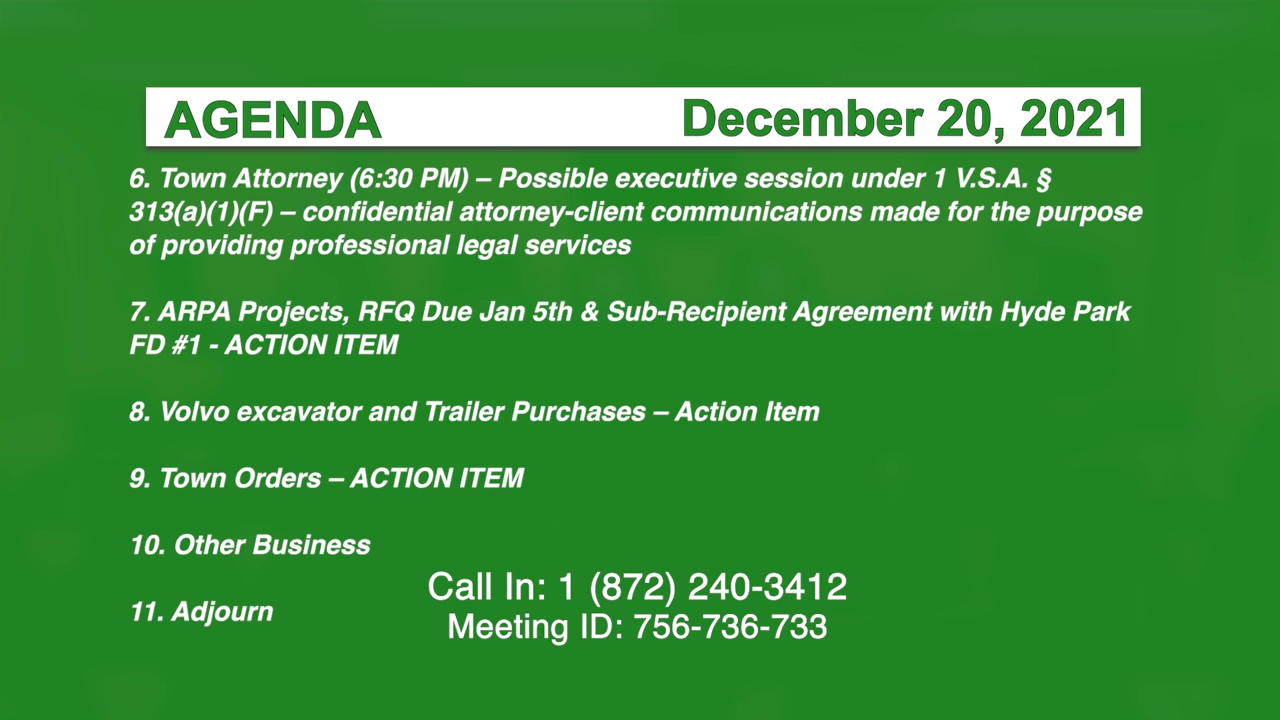 AGENDA December 20, 2021
6. Town Attorney (6:30 PM) – Possible executive session under 1 V.S.A. §
313(a)(1)(F) – confidential attorney-client communications made for the purpose
of providing professional legal services
7. ARPA Projects, RFQ Due Jan 5th & Sub-Recipient Agreement with Hyde Park
FD #1 - ACTION ITEM
8. Volvo excavator and Trailer Purchases – Action Item
9. Town Orders – ACTION ITEM
10. Other Business
11. Adjourn
Call In: 1 (872) 240-3412
Meeting ID: 756-736-733